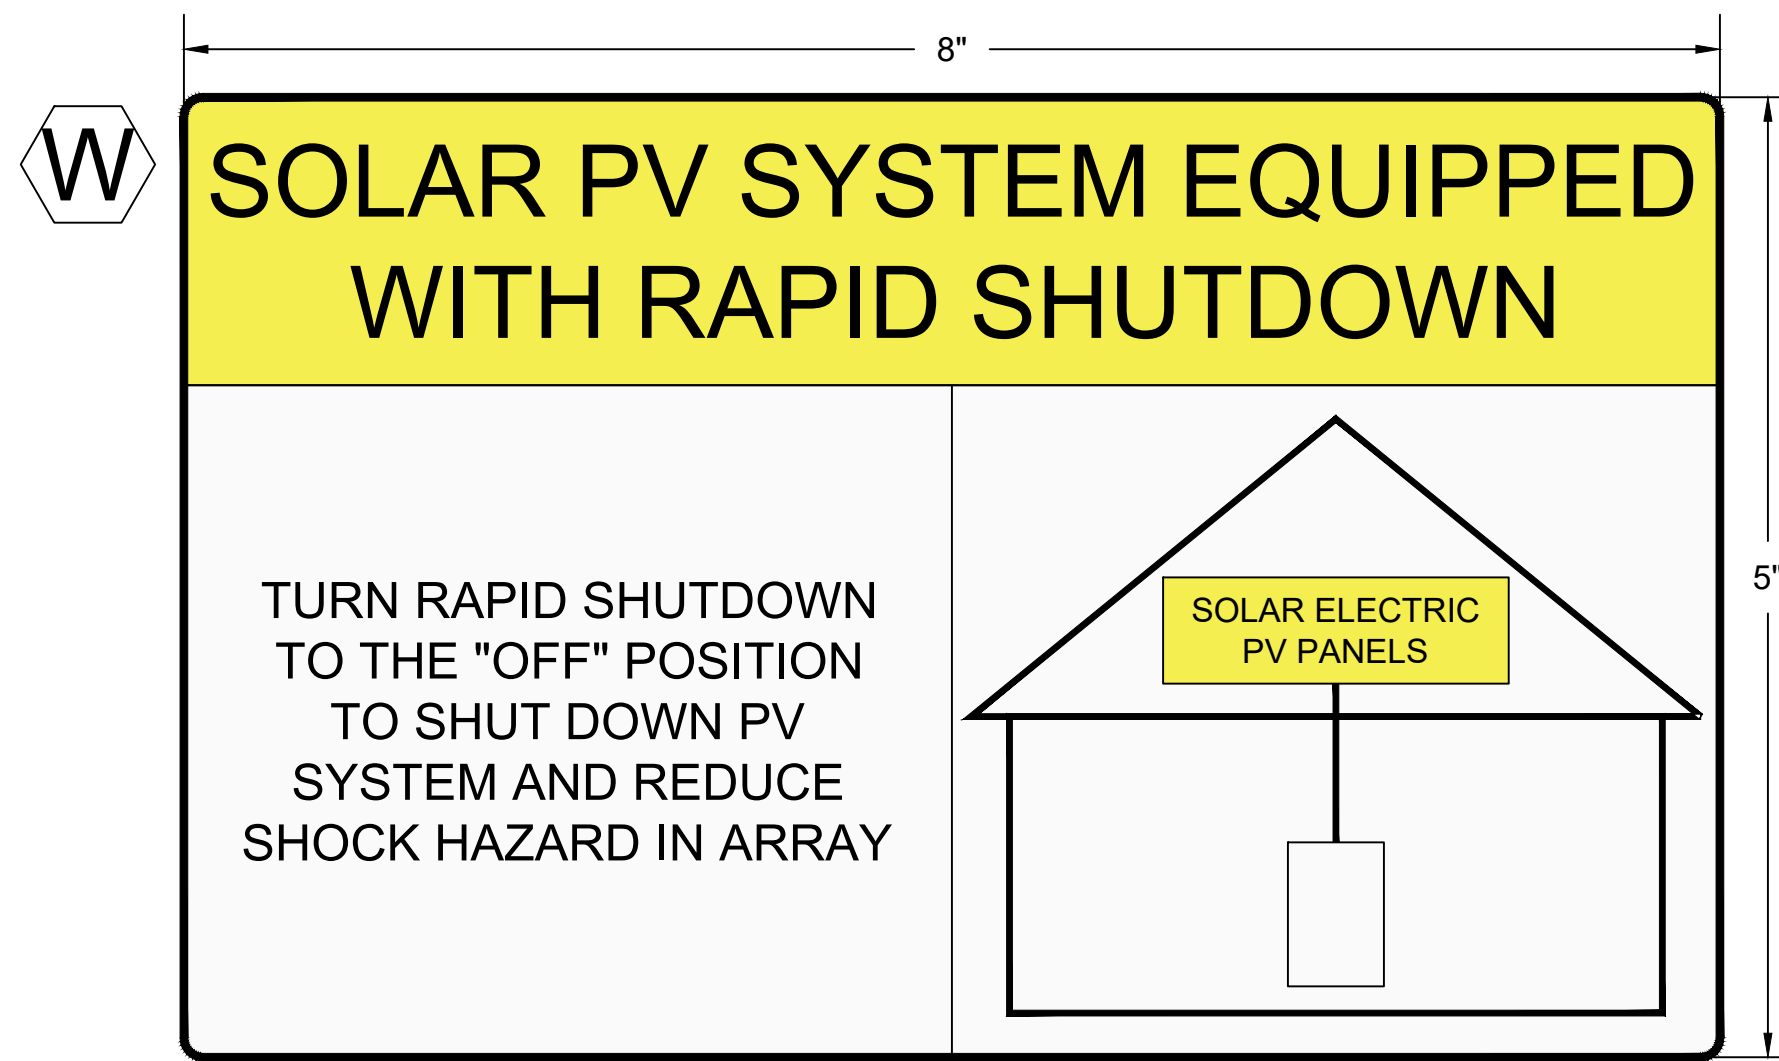 8"
W
SOLAR PV SYSTEM EQUIPPED
WITH RAPID SHUTDOWN
TURN RAPID SHUTDOWN
TO THE "OFF" POSITION
TO SHUT DOWN PV
SYSTEM AND REDUCE
SHOCK HAZARD IN ARRAY
SOLAR ELECTRIC
PV PANELS
5"